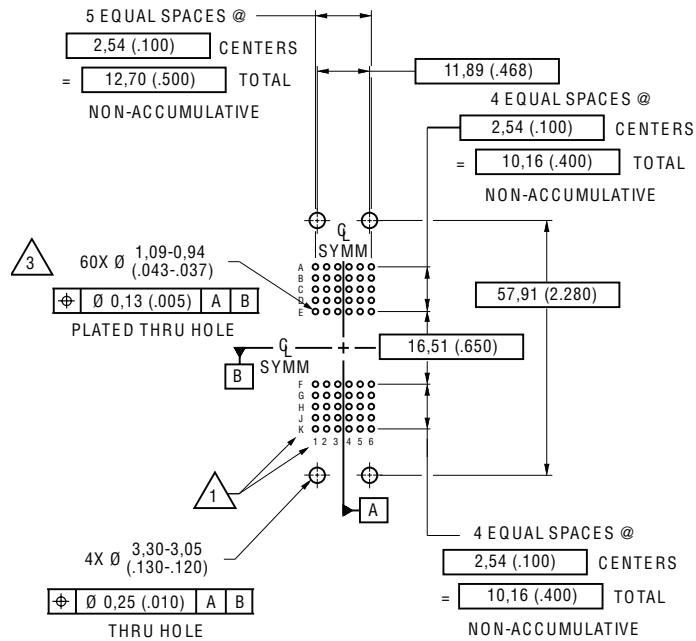 5 EQUAL SPACES @
2,54 (.100) CENTERS
= 12,70 (.500) TOTAL
NON-ACCUMULATIVE
11,89 (.468)
4 EQUAL SPACES @
2,54 (.100) CENTERS
= 10,16 (.400) TOTAL
NON-ACCUMULATIVE
CL
SYMM
3
60X Ø 1,09-0,94
(.043-.037)
⌖ Ø 0,13 (.005) A B
PLATED THRU HOLE
A
B
C
D
E
57,91 (2.280)
CL
SYMM
B
16,51 (.650)
F
G
H
J
K
1 2 3 4 5 6
1
A
4X Ø 3,30-3,05
(.130-.120)
⌖ Ø 0,25 (.010) A B
THRU HOLE
4 EQUAL SPACES @
2,54 (.100) CENTERS
= 10,16 (.400) TOTAL
NON-ACCUMULATIVE